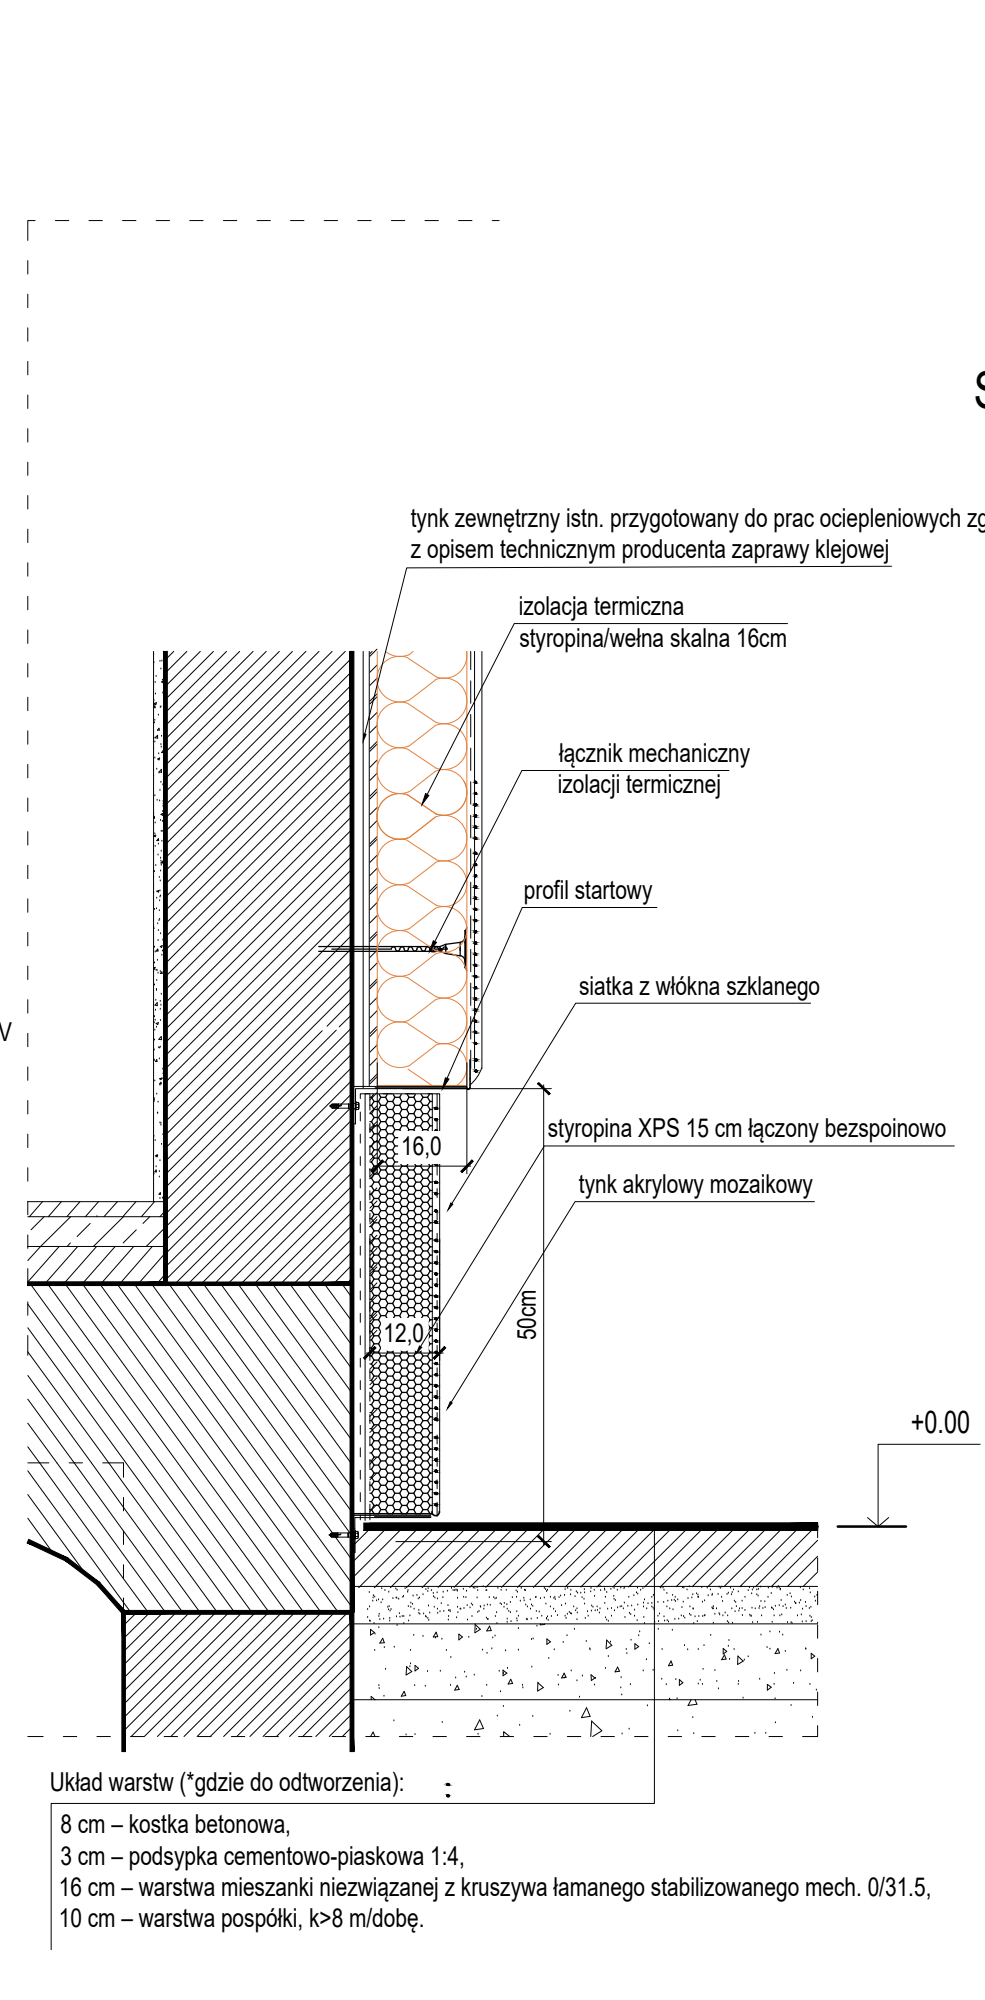 S
tynk zewnętrzny istn. przygotowany do prac ociepleniowych zg
z opisem technicznym producenta zaprawy klejowej
izolacja termiczna
styropina/wełna skalna 16cm
łącznik mechaniczny
izolacji termicznej
profil startowy
siatka z włókna szklanego
styropina XPS 15 cm łączony bezspoinowo
16,0
tynk akrylowy mozaikowy
50cm
12,0
+0.00
Układ warstw (*gdzie do odtworzenia):
8 cm – kostka betonowa,
3 cm – podsypka cementowo-piaskowa 1:4,
16 cm – warstwa mieszanki niezwiązanej z kruszywa łamanego stabilizowanego mech. 0/31.5,
10 cm – warstwa pospółki, k>8 m/dobę.